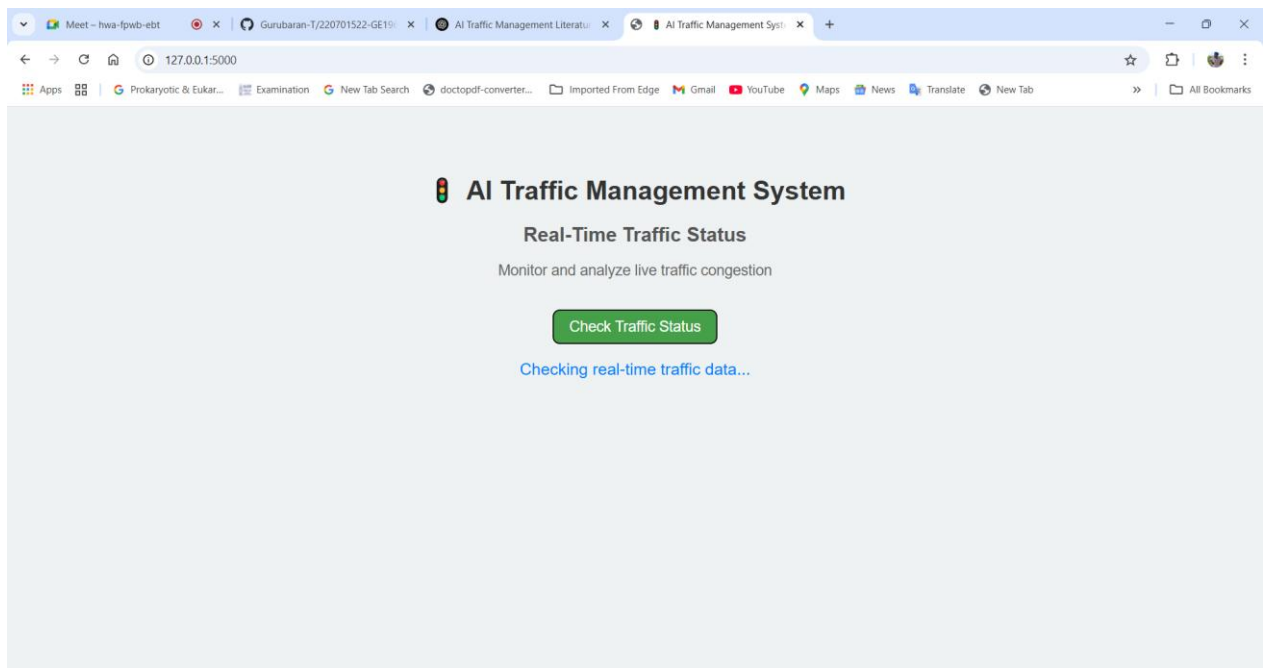 Meet – hwa-fpwb-ebt
Gurubaran-T/220701522-GE19
AI Traffic Management Literatu
AI Traffic Management Syst
127.0.0.1:5000
Apps
Prokaryotic & Eukar...
Examination
New Tab Search
doctopdf-converter...
Imported From Edge
Gmail
YouTube
Maps
News
Translate
New Tab
»
All Bookmarks
AI Traffic Management System
Real-Time Traffic Status
Monitor and analyze live traffic congestion
Check Traffic Status
Checking real-time traffic data...